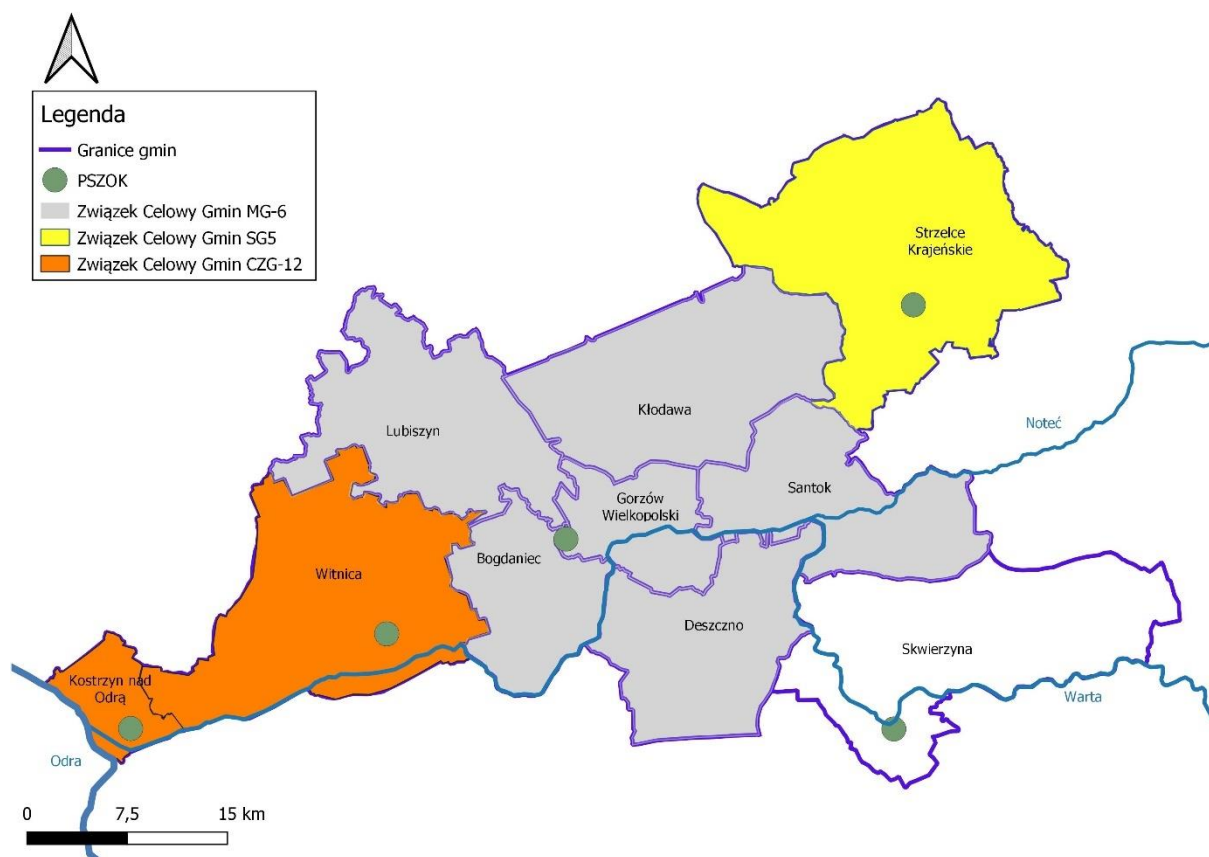 Legenda
Granice gmin
PSZOK
Związek Celowy Gmin MG-6
Związek Celowy Gmin SG5
Związek Celowy Gmin CZG-12
Strzelce
Krajeńskie
Kłodawa
Lubiszyn
Noteć
Gorzów
Wielkopolski
Santok
Bogdaniec
Witnica
Deszczno
Skwierzyna
Kostrzyn nad
Odrą
Warta
Odra
0 7,5 15 km